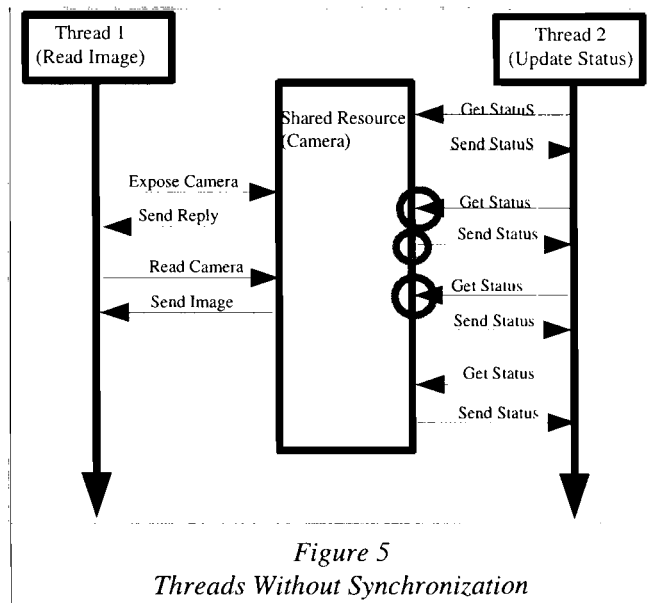 Thread 1
(Read Image)
Thread 2
(Update Status)
Shared Resource
(Camera)
Get StatuS
Send StatuS
Expose Camera
Get Status
Send Reply
Send Status
Read Camera
Get Status
Send Image
Send Status
Get Status
Send Status
Figure 5
Threads Without Synchronization